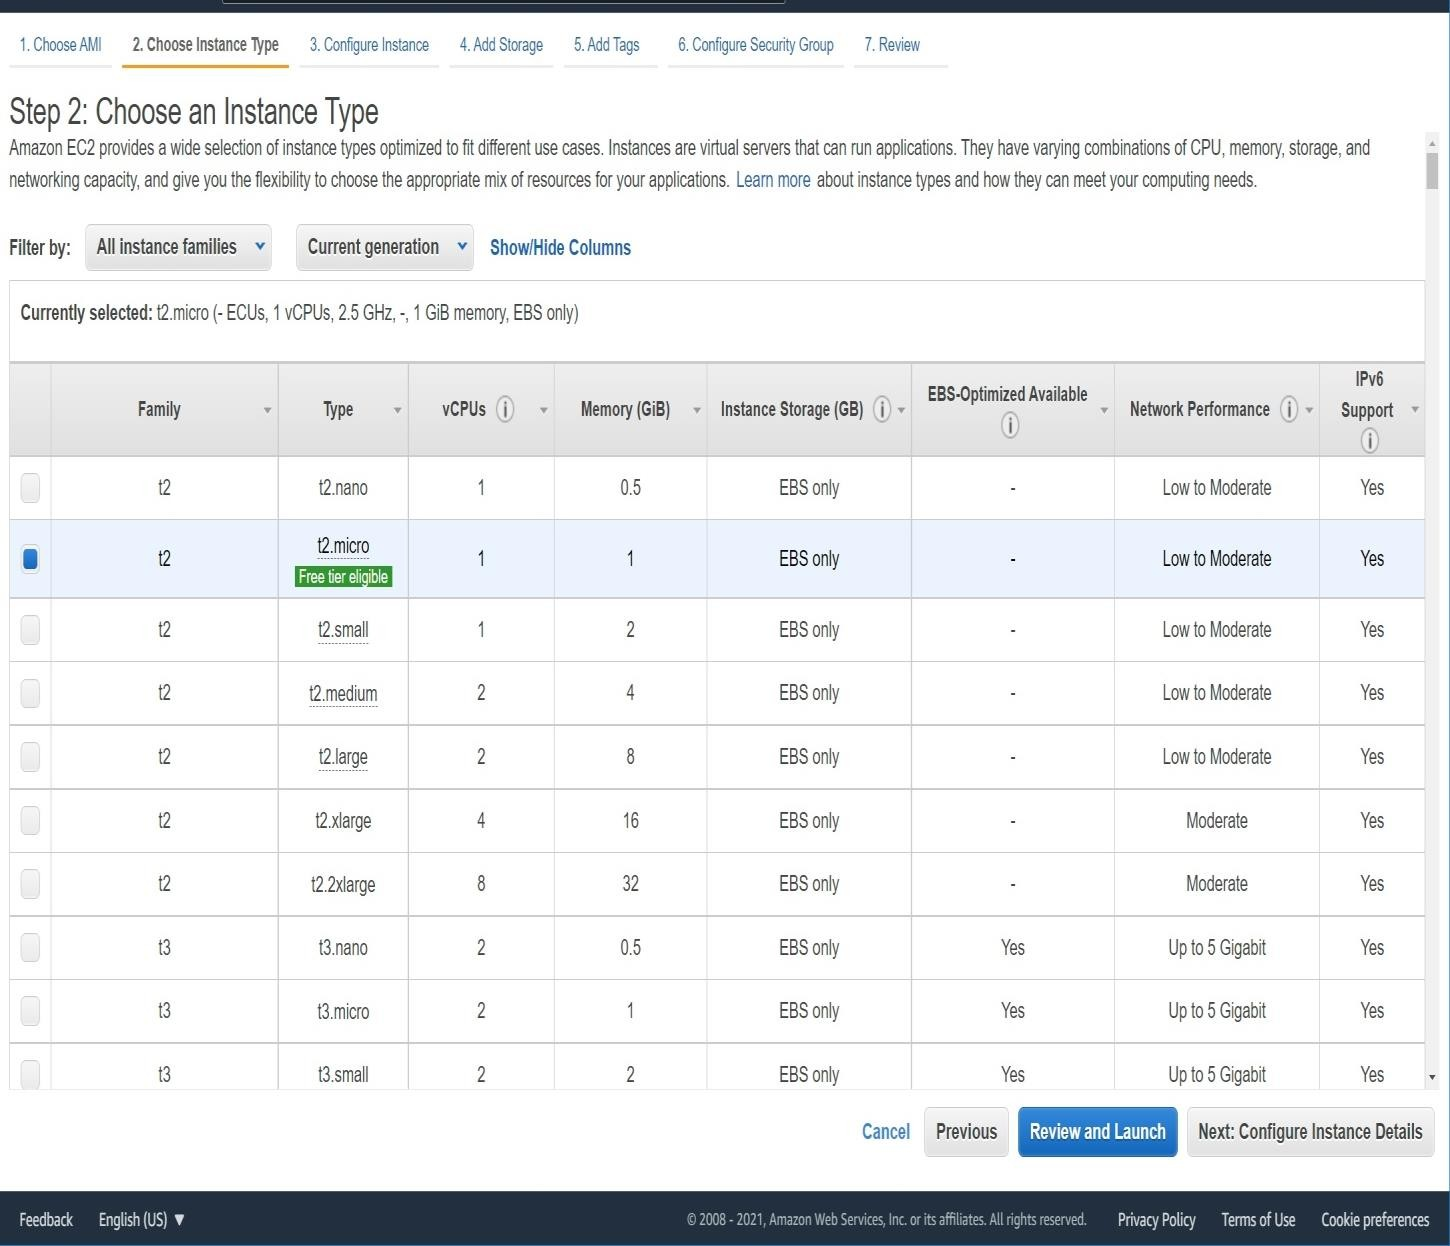 1. Choose AMI 2. Choose Instance Type 3. Configure Instance 4. Add Storage 5. Add Tags 6. Configure Security Group 7. Review
Step 2: Choose an Instance Type
Amazon EC2 provides a wide selection of instance types optimized to fit different use cases. Instances are virtual servers that can run applications. They have varying combinations of CPU, memory, storage, and
networking capacity, and give you the flexibility to choose the appropriate mix of resources for your applications. Learn more about instance types and how they can meet your computing needs.
Filter by: All instance families Current generation Show/Hide Columns
Currently selected: t2.micro (- ECUs, 1 vCPUs, 2.5 GHz, -, 1 GiB memory, EBS only)
Family Type vCPUs Memory (GiB) Instance Storage (GB) EBS-Optimized Available Network Performance IPv6 Support
t2 t2.nano 1 0.5 EBS only - Low to Moderate Yes
t2 t2.micro Free tier eligible 1 1 EBS only - Low to Moderate Yes
t2 t2.small 1 2 EBS only - Low to Moderate Yes
t2 t2.medium 2 4 EBS only - Low to Moderate Yes
t2 t2.large 2 8 EBS only - Low to Moderate Yes
t2 t2.xlarge 4 16 EBS only - Moderate Yes
t2 t2.2xlarge 8 32 EBS only - Moderate Yes
t3 t3.nano 2 0.5 EBS only Yes Up to 5 Gigabit Yes
t3 t3.micro 2 1 EBS only Yes Up to 5 Gigabit Yes
t3 t3.small 2 2 EBS only Yes Up to 5 Gigabit Yes
Cancel Previous Review and Launch Next: Configure Instance Details
Feedback English (US) ▼ © 2008 - 2021, Amazon Web Services, Inc. or its affiliates. All rights reserved. Privacy Policy Terms of Use Cookie preferences